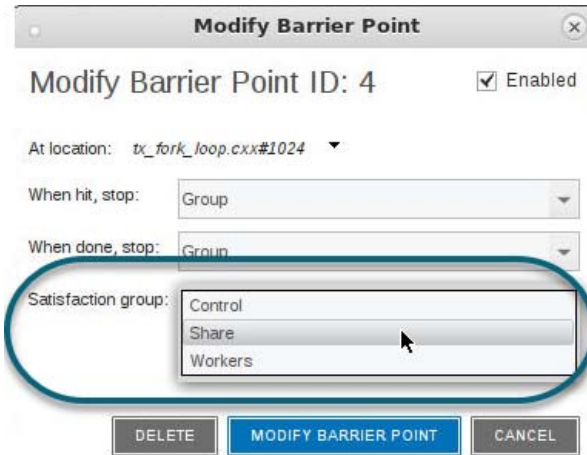 Modify Barrier Point
Modify Barrier Point ID: 4
Enabled
At location: tx_fork_loop.cxx#1024
When hit, stop: Group
When done, stop: Group
Satisfaction group:
Control
Share
Workers
DELETE MODIFY BARRIER POINT CANCEL